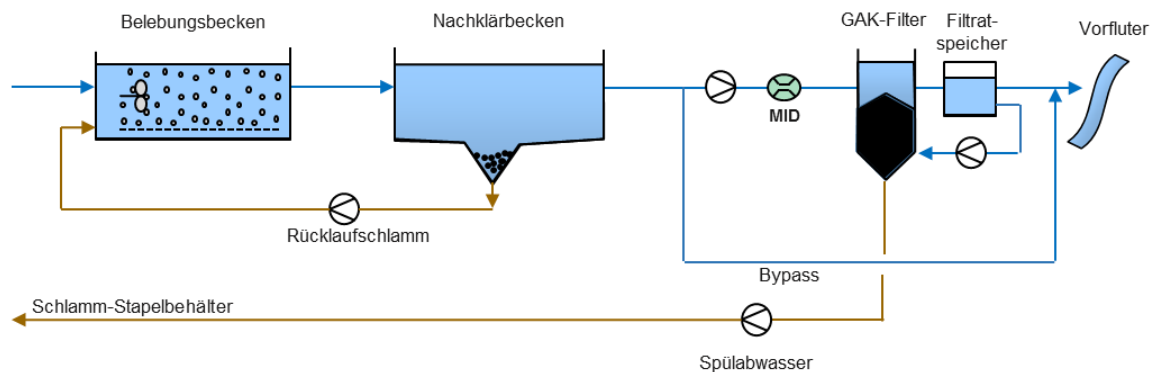 Belebungsbecken
Nachklärbecken
GAK-Filter
Filtrat-
speicher
Vorfluter
MID
Rücklaufschlamm
Bypass
Schlamm-Stapelbehälter
Spülabwasser